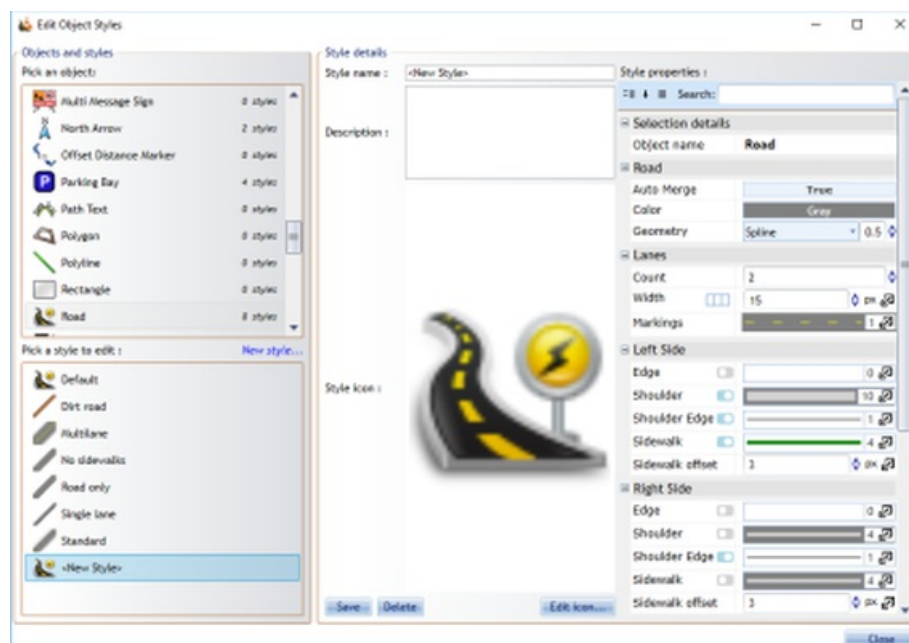 Edit Object Styles
Objects and styles
Pick an object:
Multi Message Sign 0 styles
North Arrow 2 styles
Offset Distance Marker 0 styles
Parking Bay 4 styles
Path Text 0 styles
Polygon 0 styles
Polyline 0 styles
Rectangle 0 styles
Road 8 styles
Pick a style to edit : New style...
Default
Dirt road
Multilane
No sidewalks
Road only
Single lane
Standard
<New Style>
Style details
Style name : <New Style>
Description :
Style icon :
Save Delete Edit icon...
Style properties :
Search:
Selection details
Object name Road
Road
Auto Merge True
Color Gray
Geometry Spline 0.5
Lanes
Count 2
Width 15 px
Markings 1
Left Side
Edge 0
Shoulder 10
Shoulder Edge 1
Sidewalk 4
Sidewalk offset 3 px
Right Side
Edge 0
Shoulder 4
Shoulder Edge 1
Sidewalk 4
Sidewalk offset 3 px
Close